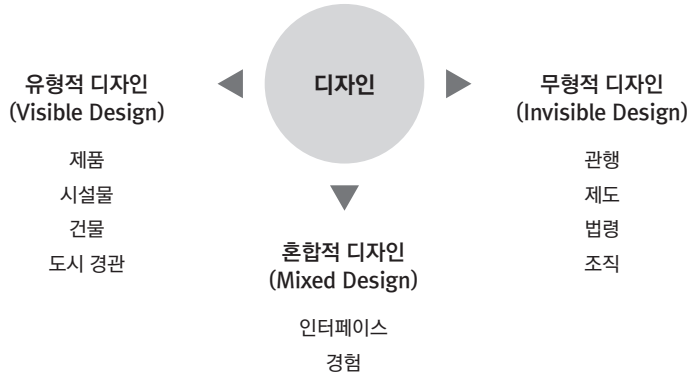 디자인
유형적 디자인
(Visible Design)
제품
시설물
건물
도시 경관
혼합적 디자인
(Mixed Design)
인터페이스
경험
무형적 디자인
(Invisible Design)
관행
제도
법령
조직